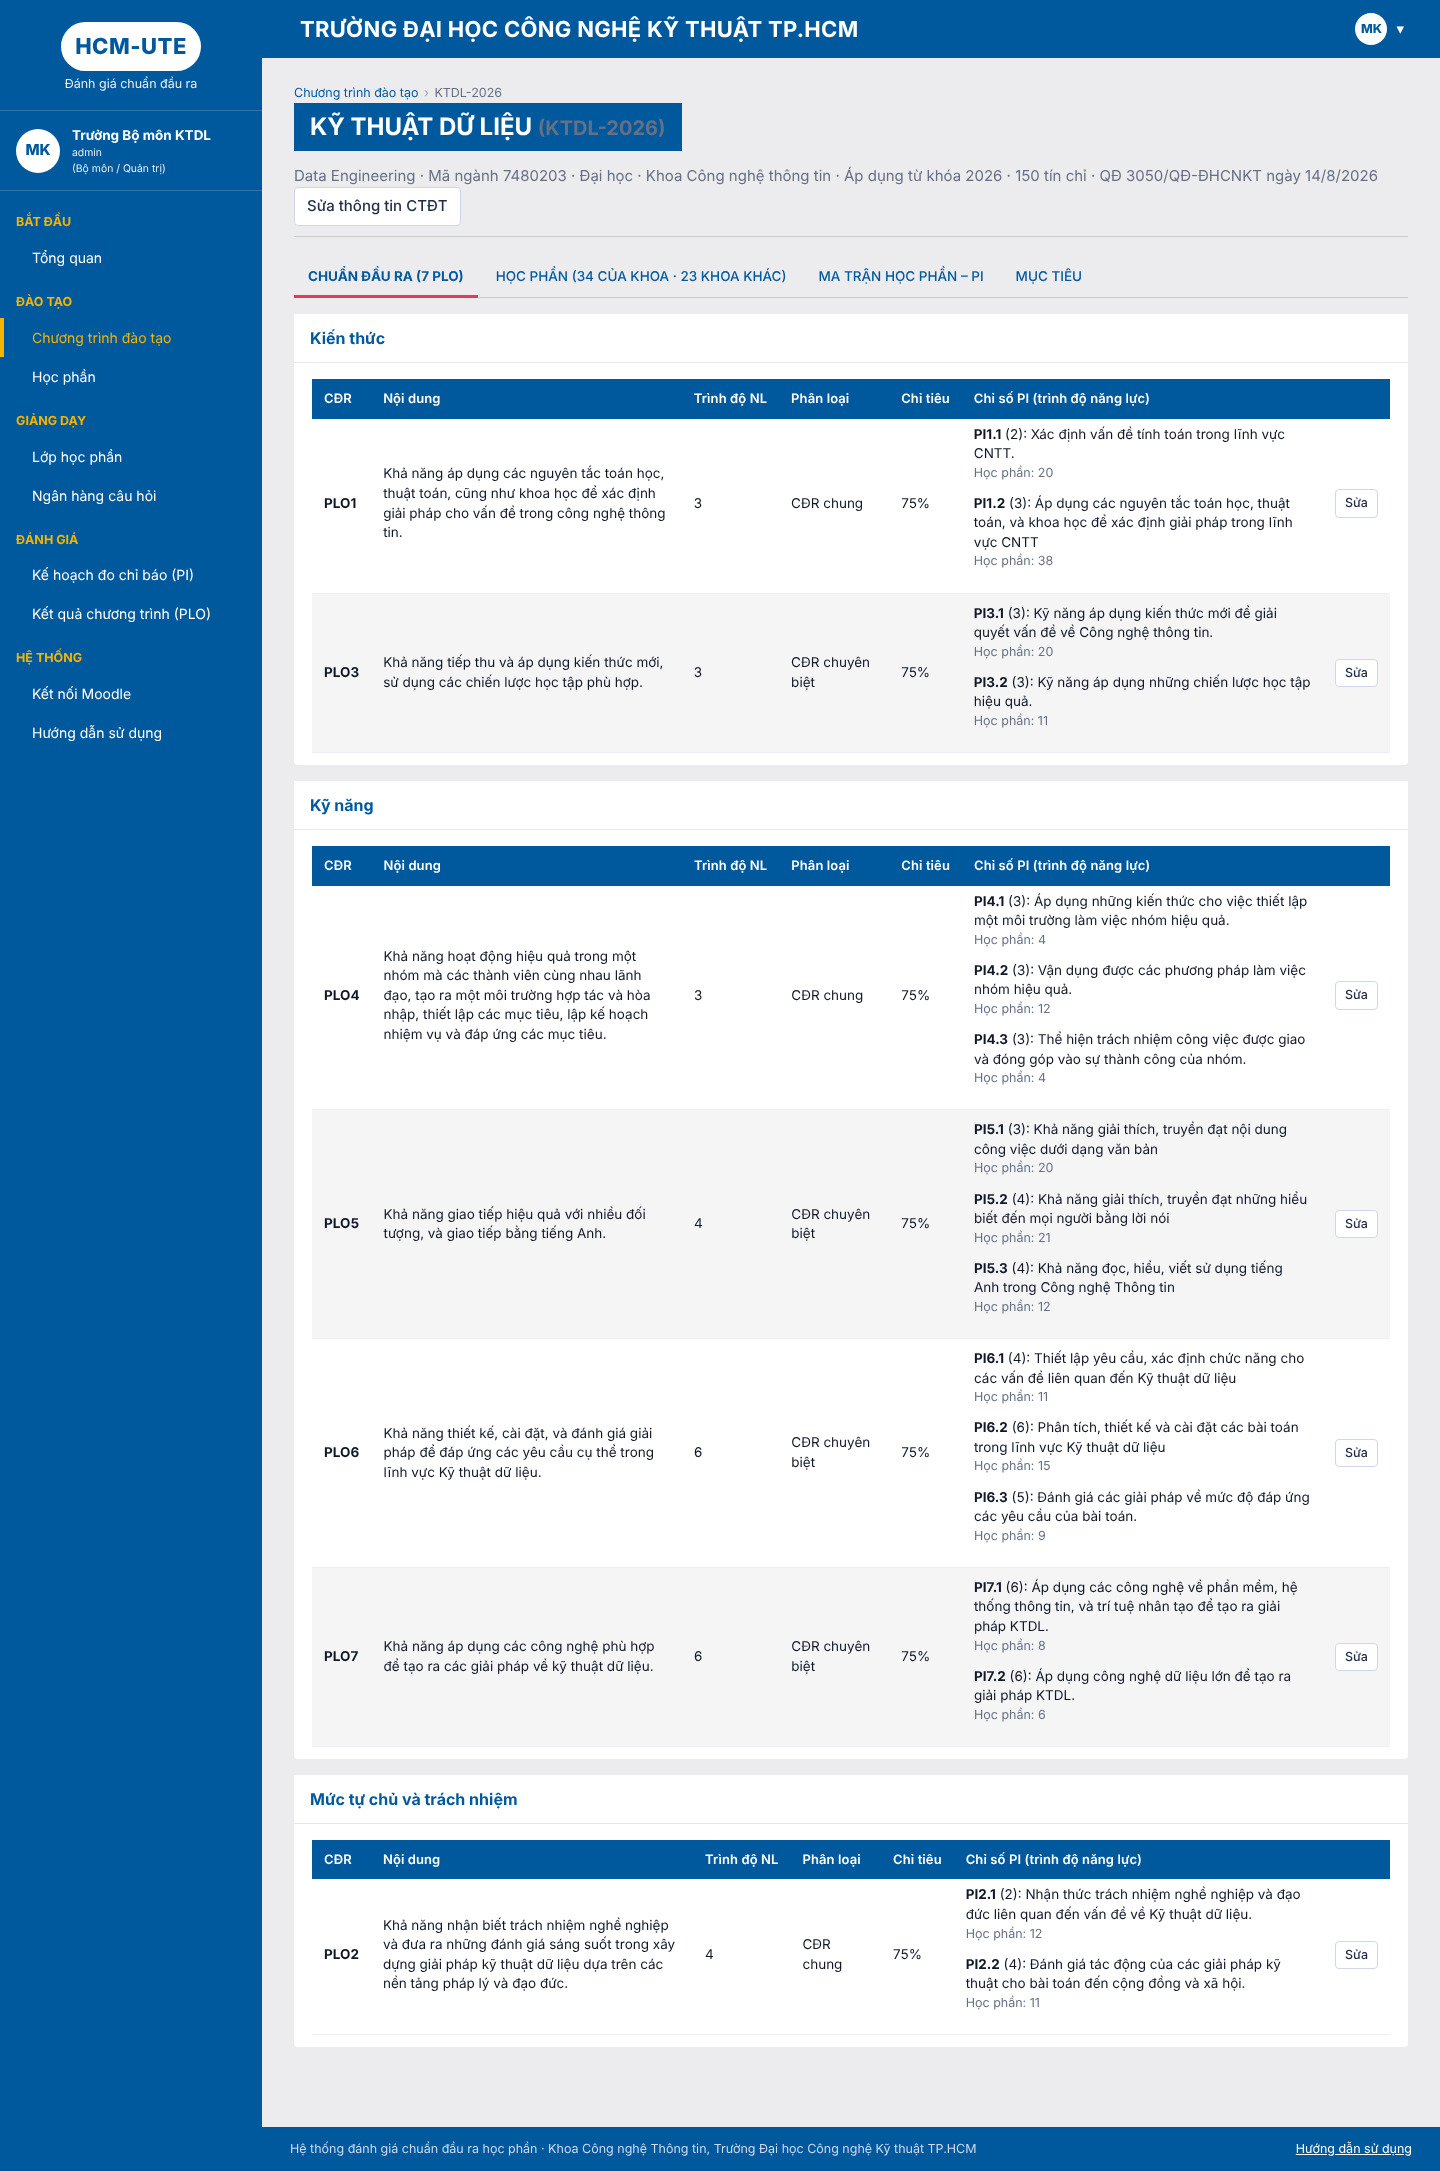 HCM-UTE
Đánh giá chuẩn đầu ra
MK
Trưởng Bộ môn KTDL
admin
(Bộ môn / Quản trị)
BẮT ĐẦU
Tổng quan
ĐÀO TẠO
Chương trình đào tạo
Học phần
GIẢNG DẠY
Lớp học phần
Ngân hàng câu hỏi
ĐÁNH GIÁ
Kế hoạch đo chỉ báo (PI)
Kết quả chương trình (PLO)
HỆ THỐNG
Kết nối Moodle
Hướng dẫn sử dụng
TRƯỜNG ĐẠI HỌC CÔNG NGHỆ KỸ THUẬT TP.HCM
MK ▾
Chương trình đào tạo › KTDL-2026
KỸ THUẬT DỮ LIỆU (KTDL-2026)
Data Engineering · Mã ngành 7480203 · Đại học · Khoa Công nghệ thông tin · Áp dụng từ khóa 2026 · 150 tín chỉ · QĐ 3050/QĐ-ĐHCNKT ngày 14/8/2026
Sửa thông tin CTĐT
CHUẨN ĐẦU RA (7 PLO) HỌC PHẦN (34 CỦA KHOA · 23 KHOA KHÁC) MA TRẬN HỌC PHẦN – PI MỤC TIÊU
Kiến thức
CĐR Nội dung Trình độ NL Phân loại Chỉ tiêu Chỉ số PI (trình độ năng lực)
PLO1
Khả năng áp dụng các nguyên tắc toán học,
thuật toán, cũng như khoa học để xác định
giải pháp cho vấn đề trong công nghệ thông
tin.
3
CĐR chung
75%
PI1.1 (2): Xác định vấn đề tính toán trong lĩnh vực
CNTT.
Học phần: 20
PI1.2 (3): Áp dụng các nguyên tắc toán học, thuật
toán, và khoa học để xác định giải pháp trong lĩnh
vực CNTT
Học phần: 38
Sửa
PLO3
Khả năng tiếp thu và áp dụng kiến thức mới,
sử dụng các chiến lược học tập phù hợp.
3
CĐR chuyên
biệt
75%
PI3.1 (3): Kỹ năng áp dụng kiến thức mới để giải
quyết vấn đề về Công nghệ thông tin.
Học phần: 20
PI3.2 (3): Kỹ năng áp dụng những chiến lược học tập
hiệu quả.
Học phần: 11
Sửa
Kỹ năng
CĐR Nội dung Trình độ NL Phân loại Chỉ tiêu Chỉ số PI (trình độ năng lực)
PLO4
Khả năng hoạt động hiệu quả trong một
nhóm mà các thành viên cùng nhau lãnh
đạo, tạo ra một môi trường hợp tác và hòa
nhập, thiết lập các mục tiêu, lập kế hoạch
nhiệm vụ và đáp ứng các mục tiêu.
3
CĐR chung
75%
PI4.1 (3): Áp dụng những kiến thức cho việc thiết lập
một môi trường làm việc nhóm hiệu quả.
Học phần: 4
PI4.2 (3): Vận dụng được các phương pháp làm việc
nhóm hiệu quả.
Học phần: 12
PI4.3 (3): Thể hiện trách nhiệm công việc được giao
và đóng góp vào sự thành công của nhóm.
Học phần: 4
Sửa
PLO5
Khả năng giao tiếp hiệu quả với nhiều đối
tượng, và giao tiếp bằng tiếng Anh.
4
CĐR chuyên
biệt
75%
PI5.1 (3): Khả năng giải thích, truyền đạt nội dung
công việc dưới dạng văn bản
Học phần: 20
PI5.2 (4): Khả năng giải thích, truyền đạt những hiểu
biết đến mọi người bằng lời nói
Học phần: 21
PI5.3 (4): Khả năng đọc, hiểu, viết sử dụng tiếng
Anh trong Công nghệ Thông tin
Học phần: 12
Sửa
PLO6
Khả năng thiết kế, cài đặt, và đánh giá giải
pháp để đáp ứng các yêu cầu cụ thể trong
lĩnh vực Kỹ thuật dữ liệu.
6
CĐR chuyên
biệt
75%
PI6.1 (4): Thiết lập yêu cầu, xác định chức năng cho
các vấn đề liên quan đến Kỹ thuật dữ liệu
Học phần: 11
PI6.2 (6): Phân tích, thiết kế và cài đặt các bài toán
trong lĩnh vực Kỹ thuật dữ liệu
Học phần: 15
PI6.3 (5): Đánh giá các giải pháp về mức độ đáp ứng
các yêu cầu của bài toán.
Học phần: 9
Sửa
PLO7
Khả năng áp dụng các công nghệ phù hợp
để tạo ra các giải pháp về kỹ thuật dữ liệu.
6
CĐR chuyên
biệt
75%
PI7.1 (6): Áp dụng các công nghệ về phần mềm, hệ
thống thông tin, và trí tuệ nhân tạo để tạo ra giải
pháp KTDL.
Học phần: 8
PI7.2 (6): Áp dụng công nghệ dữ liệu lớn để tạo ra
giải pháp KTDL.
Học phần: 6
Sửa
Mức tự chủ và trách nhiệm
CĐR Nội dung Trình độ NL Phân loại Chỉ tiêu Chỉ số PI (trình độ năng lực)
PLO2
Khả năng nhận biết trách nhiệm nghề nghiệp
và đưa ra những đánh giá sáng suốt trong xây
dựng giải pháp kỹ thuật dữ liệu dựa trên các
nền tảng pháp lý và đạo đức.
4
CĐR
chung
75%
PI2.1 (2): Nhận thức trách nhiệm nghề nghiệp và đạo
đức liên quan đến vấn đề về Kỹ thuật dữ liệu.
Học phần: 12
PI2.2 (4): Đánh giá tác động của các giải pháp kỹ
thuật cho bài toán đến cộng đồng và xã hội.
Học phần: 11
Sửa
Hệ thống đánh giá chuẩn đầu ra học phần · Khoa Công nghệ Thông tin, Trường Đại học Công nghệ Kỹ thuật TP.HCM
Hướng dẫn sử dụng